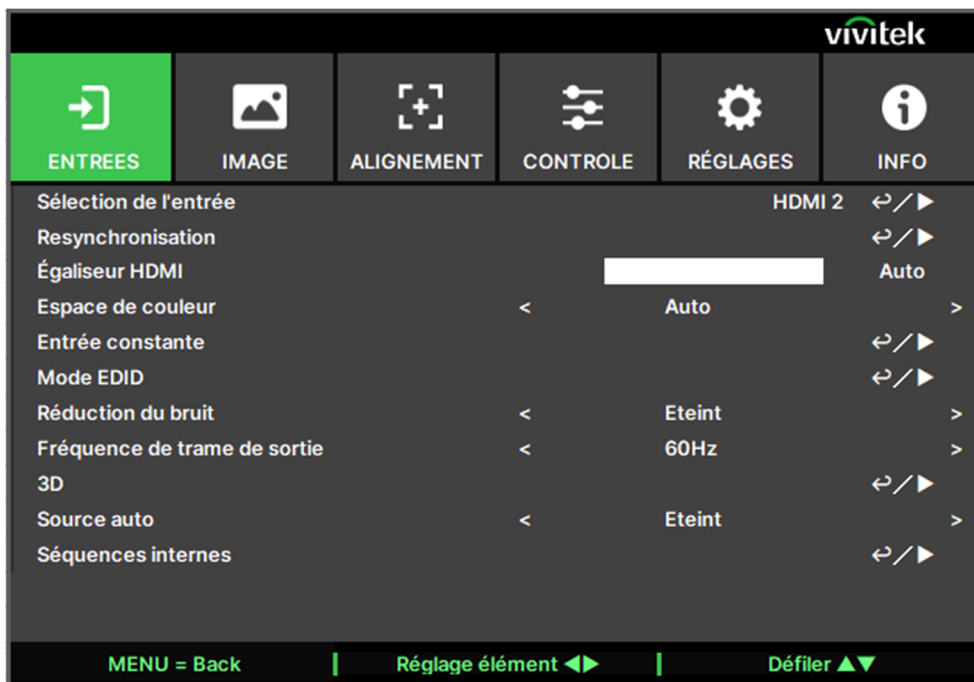 vivitek
ENTREES IMAGE ALIGNEMENT CONTROLE RÉGLAGES INFO
Sélection de l'entrée HDMI 2 ↩/▶
Resynchronisation ↩/▶
Égaliseur HDMI Auto
Espace de couleur < Auto >
Entrée constante ↩/▶
Mode EDID ↩/▶
Réduction du bruit < Eteint >
Fréquence de trame de sortie < 60Hz >
3D ↩/▶
Source auto < Eteint >
Séquences internes ↩/▶
MENU = Back Réglage élément ◀▶ Défiler ▲▼